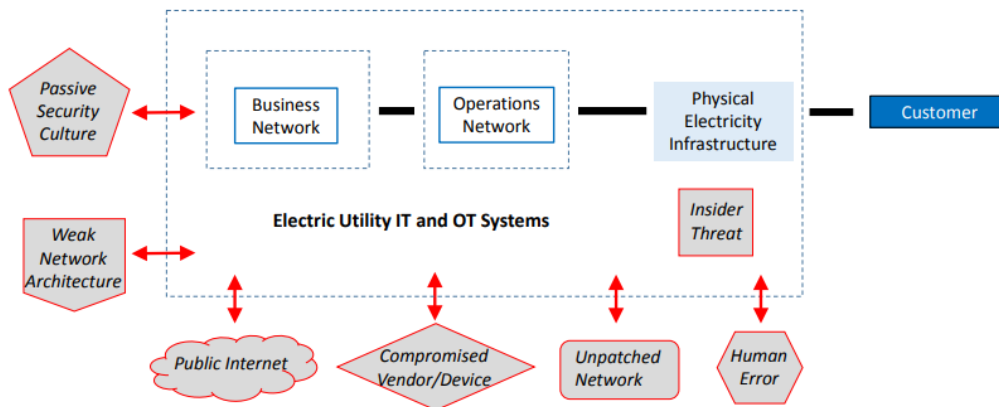 Passive
Security
Culture
Business
Network
Operations
Network
Physical
Electricity
Infrastructure
Customer
Electric Utility IT and OT Systems
Insider
Threat
Weak
Network
Architecture
Public Internet
Compromised
Vendor/Device
Unpatched
Network
Human
Error